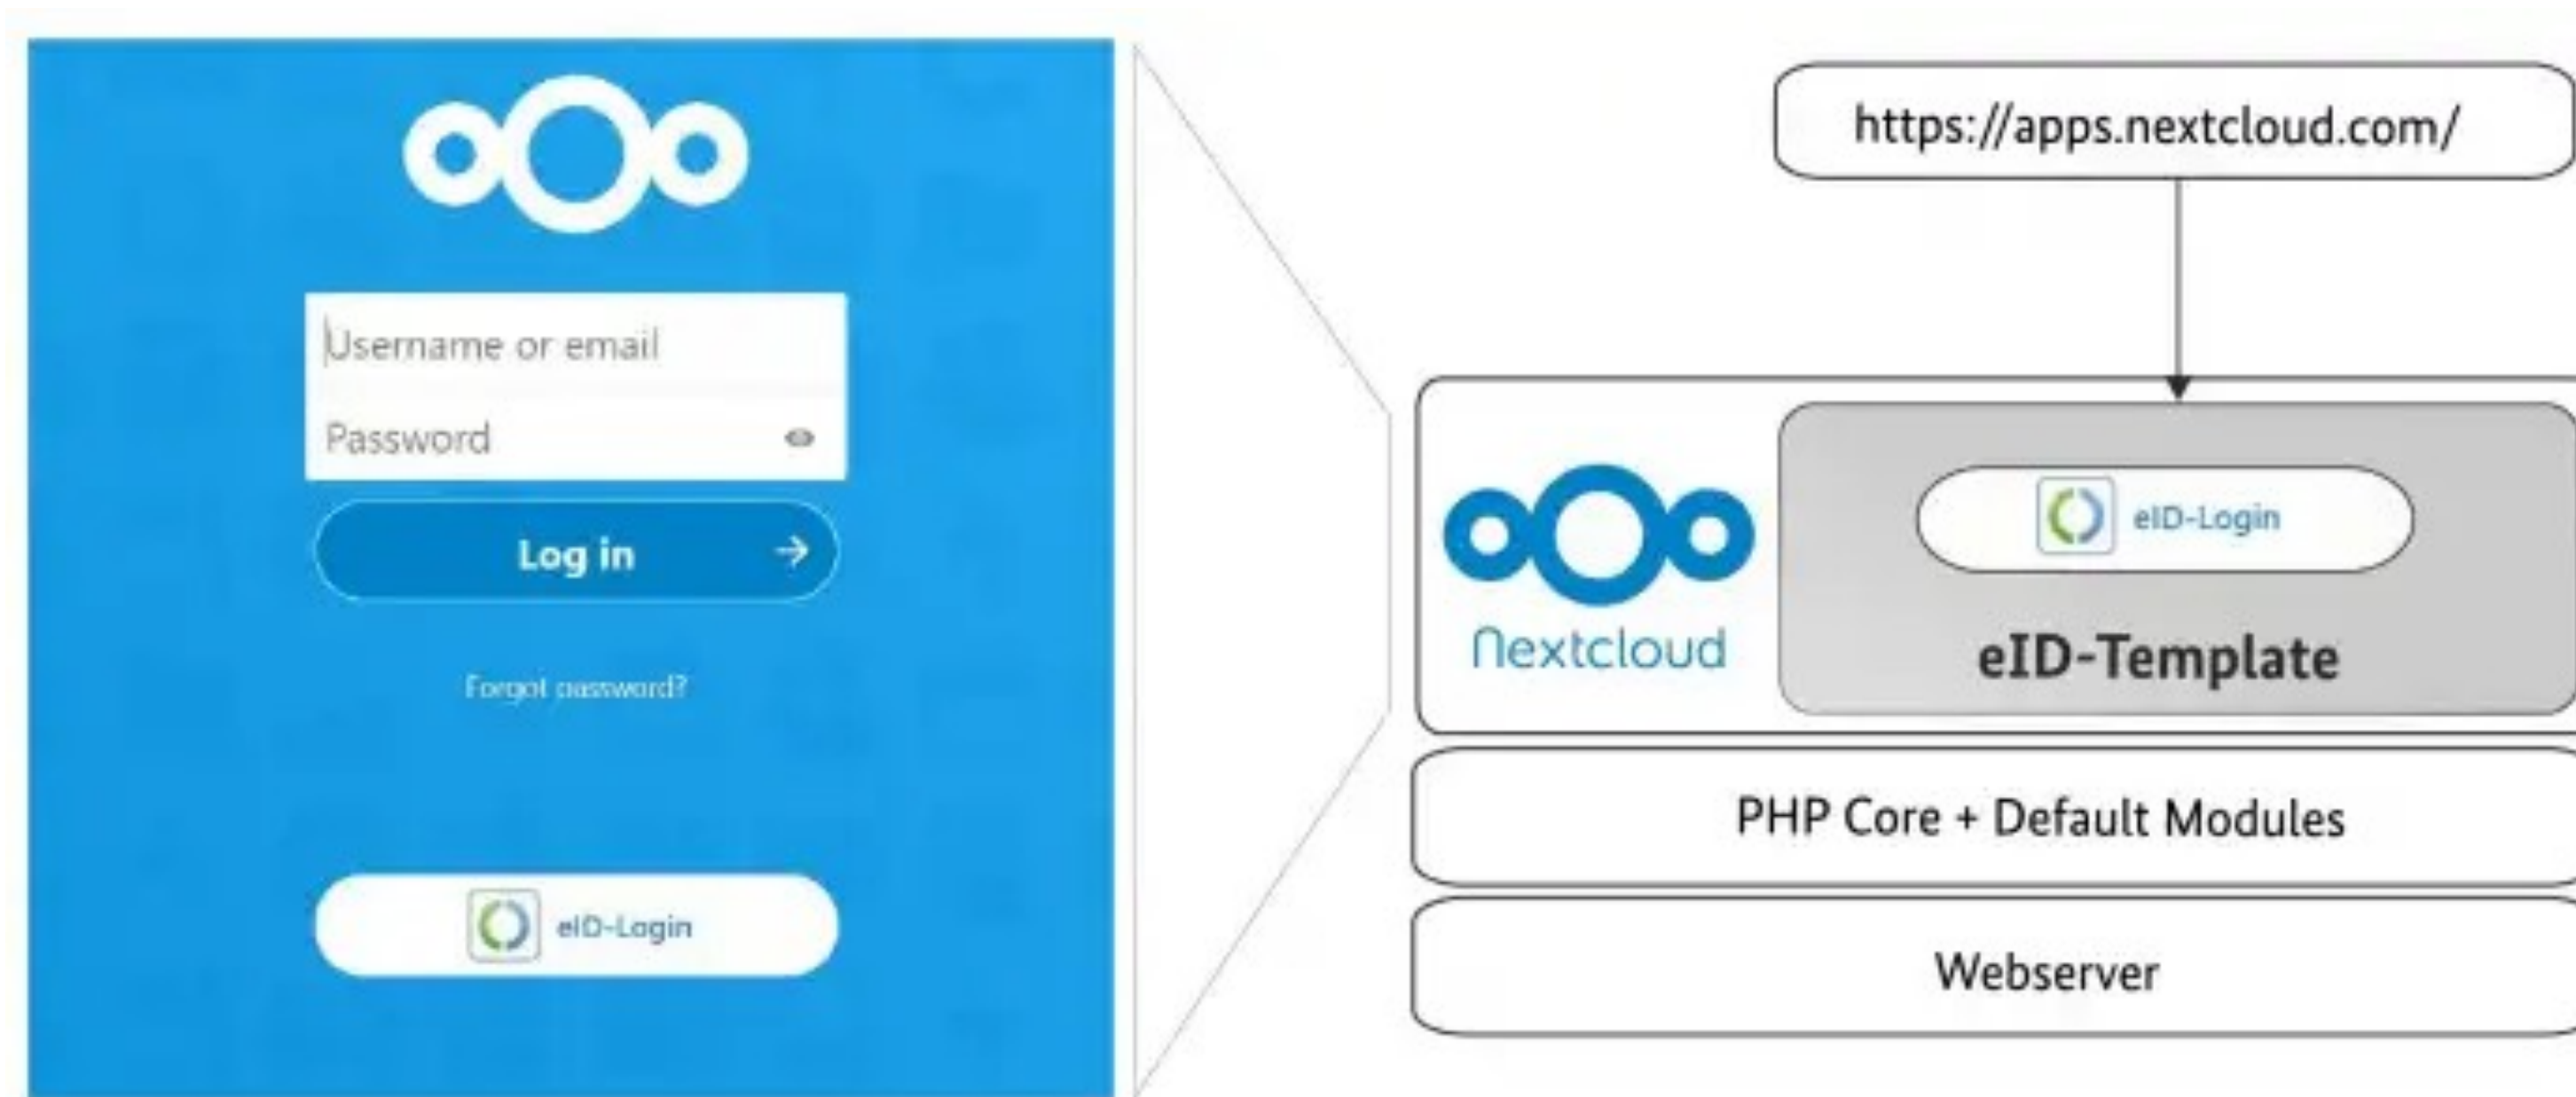 Username or email
Password
Log in
Forgot password?
eID-Login
https://apps.nextcloud.com/
eID-Login
eID-Template
Nextcloud
PHP Core + Default Modules
Webserver